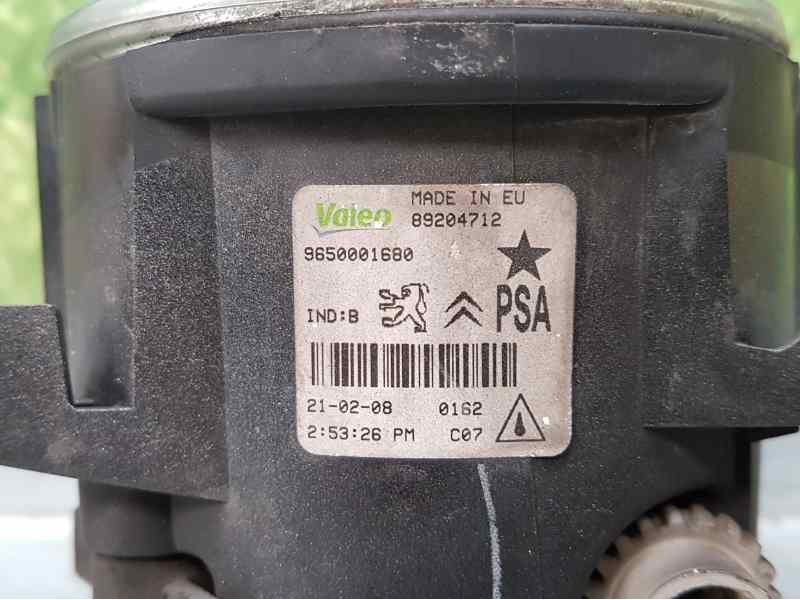 Valeo MADE IN EU
89204712
9650001680
IND:B PSA
21-02-08 0162
2:53:26 PM C07